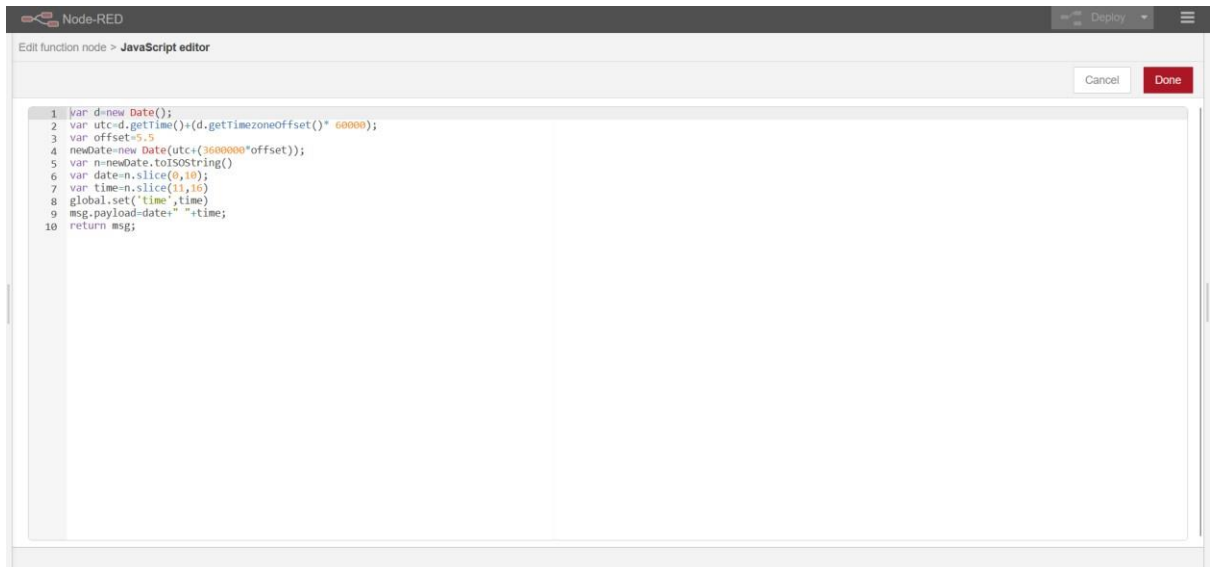 Node-RED
Deploy
Edit function node > JavaScript editor
Cancel
Done
1 var d=new Date();
2 var utc=d.getTime()+(d.getTimezoneOffset()* 60000);
3 var offset=5.5
4 newDate=new Date(utc+(3600000*offset));
5 var n=newDate.toISOString()
6 var date=n.slice(0,10);
7 var time=n.slice(11,16)
8 global.set('time',time)
9 msg.payload=date+" "+time;
10 return msg;